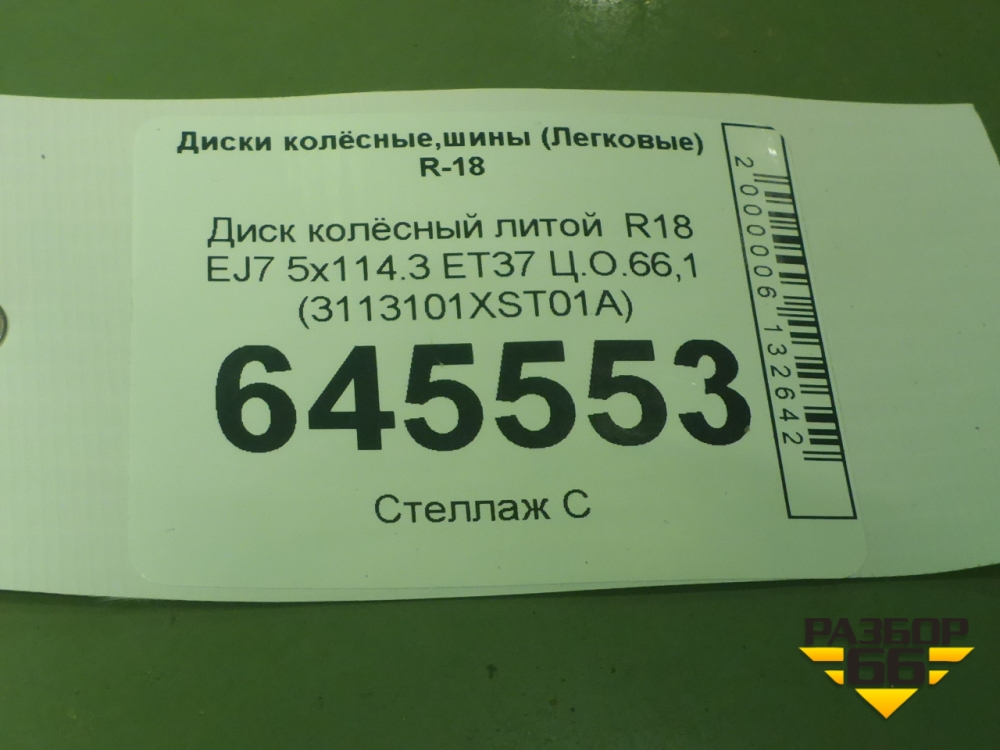 Диски колёсные,шины (Легковые)
R-18
Диск колёсный литой R18
EJ7 5x114.3 ET37 Ц.О.66,1
(3113101XST01A)
645553
Стеллаж С
2000006132642
РАЗБОР
66